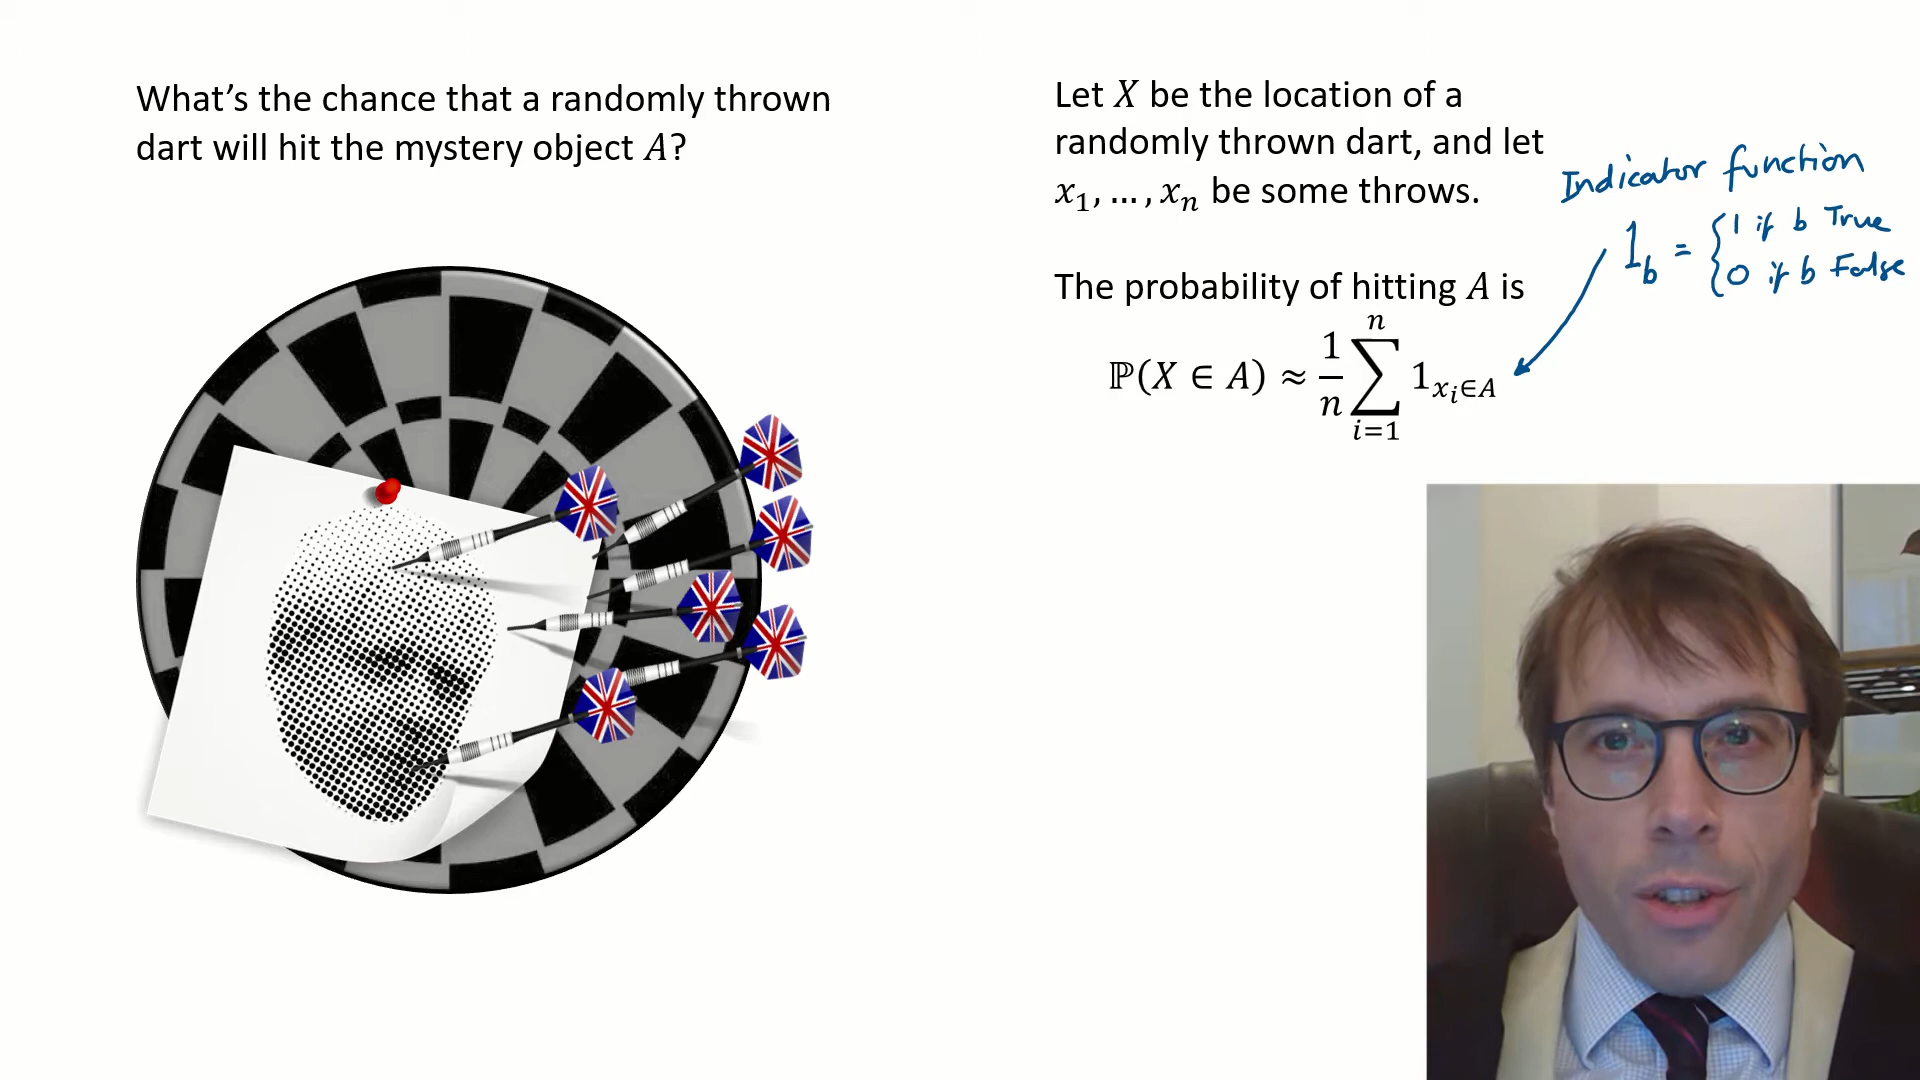 What’s the chance that a randomly thrown
dart will hit the mystery object A?
Let X be the location of a
randomly thrown dart, and let
x₁, … , xₙ be some throws.
The probability of hitting A is
ℙ(X ∈ A) ≈ 1/n ∑ᵢ₌₁ⁿ 1_{xᵢ∈A}
Indicator function
1_b = { 1 if b True
0 if b False